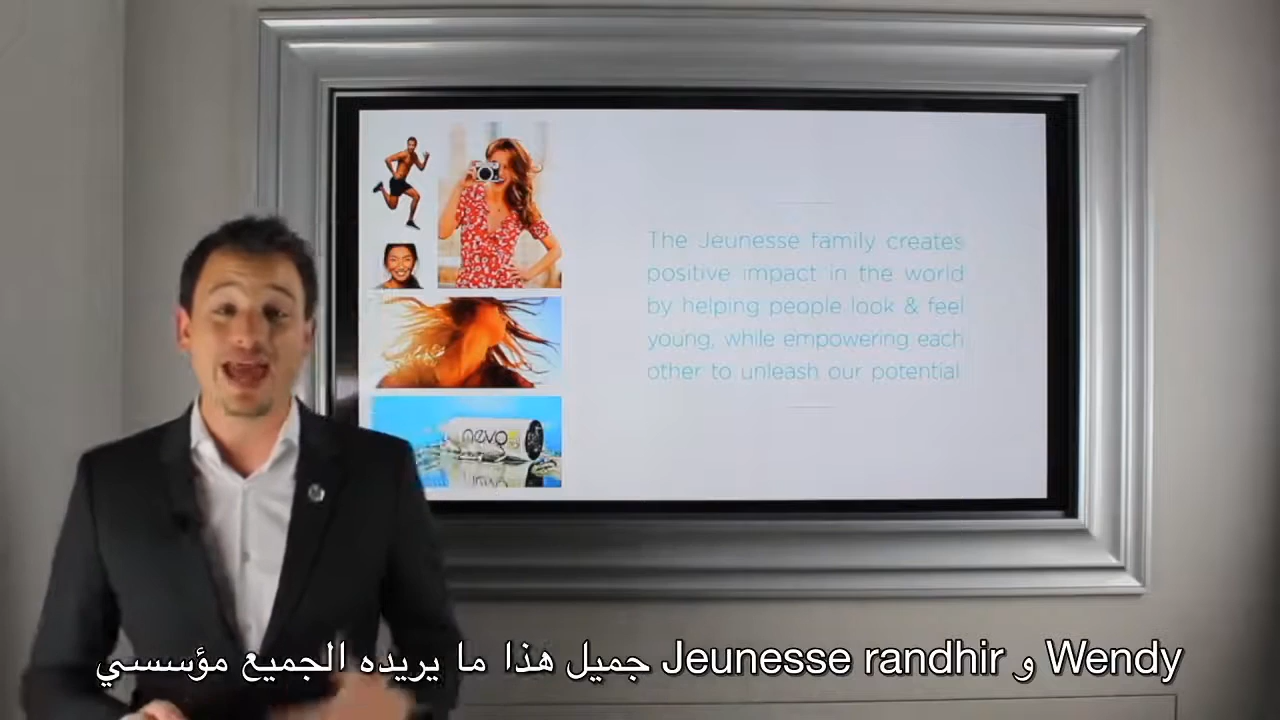 The Jeunesse family creates
positive impact in the world
by helping people look & feel
young, while empowering each
other to unleash our potential
nevo
جميل هذا ما يريده الجميع مؤسسي Jeunesse randhir و Wendy